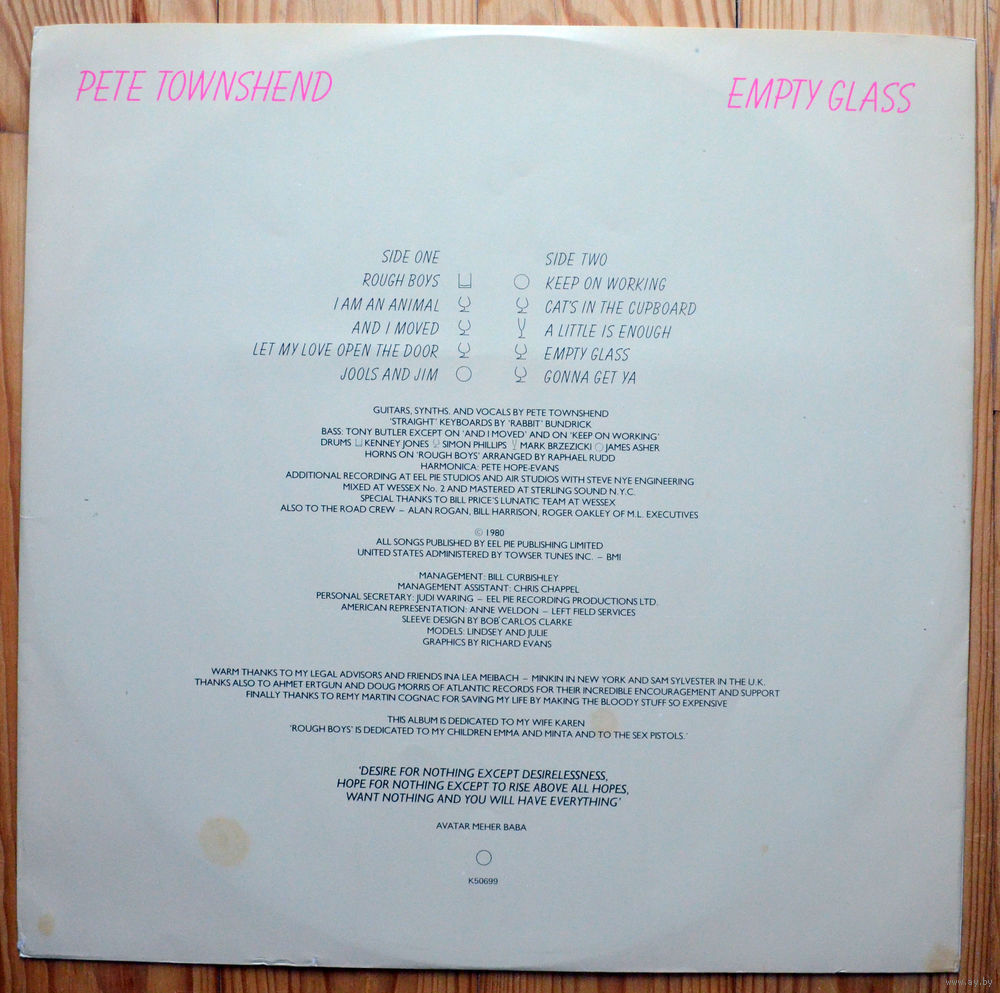 PETE TOWNSHEND
EMPTY GLASS
SIDE ONE
ROUGH BOYS
I AM AN ANIMAL
AND I MOVED
LET MY LOVE OPEN THE DOOR
JOOLS AND JIM
SIDE TWO
KEEP ON WORKING
CAT'S IN THE CUPBOARD
A LITTLE IS ENOUGH
EMPTY GLASS
GONNA GET YA
GUITARS, SYNTHS. AND VOCALS BY PETE TOWNSHEND
'STRAIGHT' KEYBOARDS BY 'RABBIT' BUNDRICK
BASS: TONY BUTLER EXCEPT ON 'AND I MOVED' AND ON 'KEEP ON WORKING'
DRUMS KENNEY JONES SIMON PHILLIPS MARK BRZEZICKI JAMES ASHER
HORNS ON 'ROUGH BOYS' ARRANGED BY RAPHAEL RUDD
HARMONICA: PETE HOPE-EVANS
ADDITIONAL RECORDING AT EEL PIE STUDIOS AND AIR STUDIOS WITH STEVE NYE ENGINEERING
MIXED AT WESSEX No. 2 AND MASTERED AT STERLING SOUND N.Y.C.
SPECIAL THANKS TO BILL PRICE'S LUNATIC TEAM AT WESSEX
ALSO TO THE ROAD CREW – ALAN ROGAN, BILL HARRISON, ROGER OAKLEY OF M.L. EXECUTIVES
© 1980
ALL SONGS PUBLISHED BY EEL PIE PUBLISHING LIMITED
UNITED STATES ADMINISTERED BY TOWSER TUNES INC. – BMI
MANAGEMENT: BILL CURBISHLEY
MANAGEMENT ASSISTANT: CHRIS CHAPPEL
PERSONAL SECRETARY: JUDI WARING – EEL PIE RECORDING PRODUCTIONS LTD.
AMERICAN REPRESENTATION: ANNE WELDON – LEFT FIELD SERVICES
SLEEVE DESIGN BY BOB CARLOS CLARKE
MODELS: LINDSEY AND JULIE
GRAPHICS BY RICHARD EVANS
WARM THANKS TO MY LEGAL ADVISORS AND FRIENDS INA LEA MEIBACH – MINKIN IN NEW YORK AND SAM SYLVESTER IN THE U.K.
THANKS ALSO TO AHMET ERTGUN AND DOUG MORRIS OF ATLANTIC RECORDS FOR THEIR INCREDIBLE ENCOURAGEMENT AND SUPPORT
FINALLY THANKS TO REMY MARTIN COGNAC FOR SAVING MY LIFE BY MAKING THE BLOODY STUFF SO EXPENSIVE
THIS ALBUM IS DEDICATED TO MY WIFE KAREN
'ROUGH BOYS' IS DEDICATED TO MY CHILDREN EMMA AND MINTA AND TO THE SEX PISTOLS.'
'DESIRE FOR NOTHING EXCEPT DESIRELESSNESS,
HOPE FOR NOTHING EXCEPT TO RISE ABOVE ALL HOPES,
WANT NOTHING AND YOU WILL HAVE EVERYTHING'
AVATAR MEHER BABA
K50699
www.ay.by